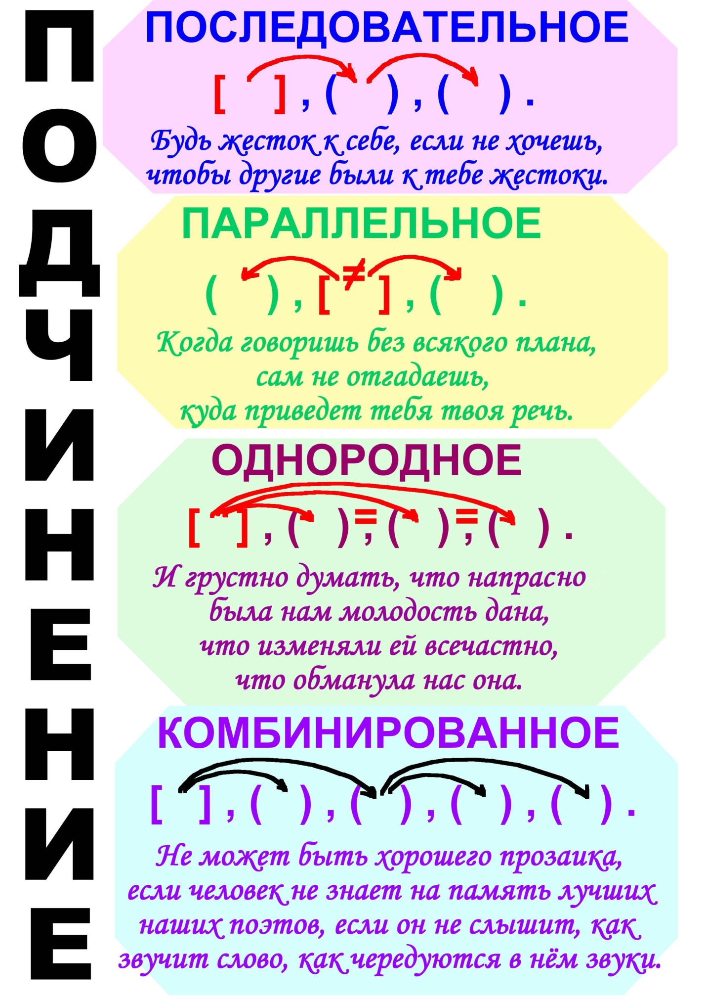 ПОДЧИНЕНИЕ
ПОСЛЕДОВАТЕЛЬНОЕ
[ ], ( ), ( ).
Будь жесток к себе, если не хочешь,
чтобы другие были к тебе жестоки.
ПАРАЛЛЕЛЬНОЕ
( ), [ ≠ ], ( ).
Когда говоришь без всякого плана,
сам не отгадаешь,
куда приведет тебя твоя речь.
ОДНОРОДНОЕ
[ ], ( ) =, ( ) =, ( ).
И грустно думать, что напрасно
была нам молодость дана,
что изменяли ей всечастно,
что обманула нас она.
КОМБИНИРОВАННОЕ
[ ], ( ), ( ), ( ), ( ).
Не может быть хорошего прозаика,
если человек не знает на память лучших
наших поэтов, если он не слышит, как
звучит слово, как чередуются в нём звуки.